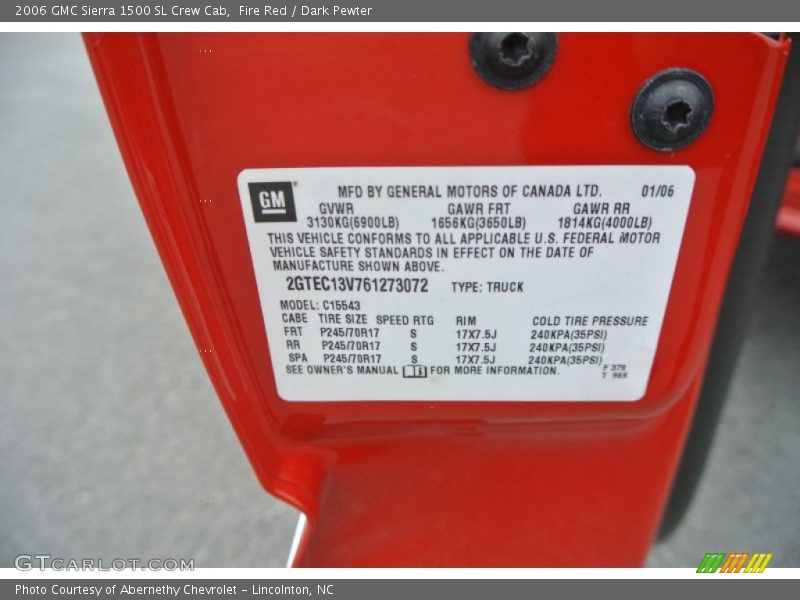 2006 GMC Sierra 1500 SL Crew Cab, Fire Red / Dark Pewter
GM
MFD BY GENERAL MOTORS OF CANADA LTD. 01/06
GVWR GAWR FRT GAWR RR
3130KG(6900LB) 1656KG(3650LB) 1814KG(4000LB)
THIS VEHICLE CONFORMS TO ALL APPLICABLE U.S. FEDERAL MOTOR
VEHICLE SAFETY STANDARDS IN EFFECT ON THE DATE OF
MANUFACTURE SHOWN ABOVE.
2GTEC13V761273072 TYPE: TRUCK
MODEL: C15543
CABE TIRE SIZE SPEED RTG RIM COLD TIRE PRESSURE
FRT P245/70R17 S 17X7.5J 240KPA(35PSI)
RR P245/70R17 S 17X7.5J 240KPA(35PSI)
SPA P245/70R17 S 17X7.5J 240KPA(35PSI)
SEE OWNER'S MANUAL FOR MORE INFORMATION.
F 379
T 969
GTcarlot.com
Photo Courtesy of Abernethy Chevrolet - Lincolnton, NC